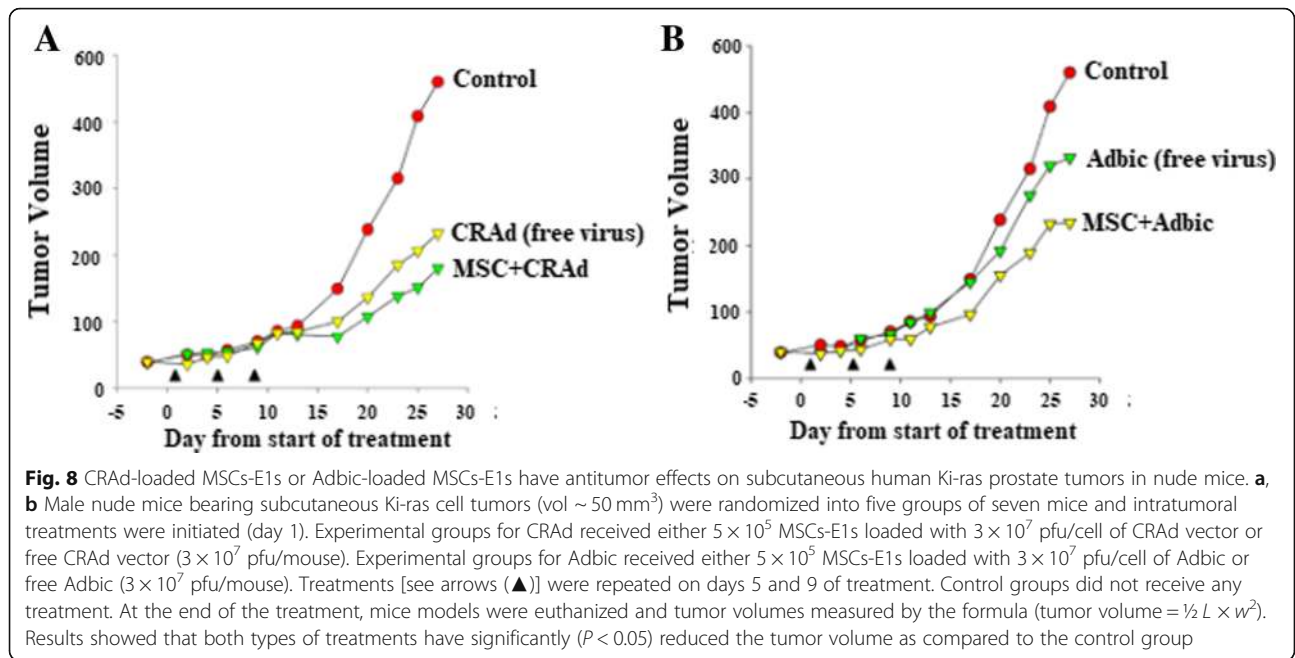 A
600
500
400
300
200
100
0
Tumor Volume
Control
CRAd (free virus)
MSC+CRAd
-5 0 5 10 15 20 25 30
Day from start of treatment
B
600
500
400
300
200
100
0
Tumor Volume
Control
Adbic (free virus)
MSC+Adbic
-5 0 5 10 15 20 25 30
Day from start of treatment
Fig. 8 CRAd-loaded MSCs-E1s or Adbic-loaded MSCs-E1s have antitumor effects on subcutaneous human Ki-ras prostate tumors in nude mice. a,
b Male nude mice bearing subcutaneous Ki-ras cell tumors (vol ~ 50 mm³) were randomized into five groups of seven mice and intratumoral
treatments were initiated (day 1). Experimental groups for CRAd received either 5 × 10⁵ MSCs-E1s loaded with 3 × 10⁷ pfu/cell of CRAd vector or
free CRAd vector (3 × 10⁷ pfu/mouse). Experimental groups for Adbic received either 5 × 10⁵ MSCs-E1s loaded with 3 × 10⁷ pfu/cell of Adbic or
free Adbic (3 × 10⁷ pfu/mouse). Treatments [see arrows (▲)] were repeated on days 5 and 9 of treatment. Control groups did not receive any
treatment. At the end of the treatment, mice models were euthanized and tumor volumes measured by the formula (tumor volume = ½ L × w²).
Results showed that both types of treatments have significantly (P < 0.05) reduced the tumor volume as compared to the control group